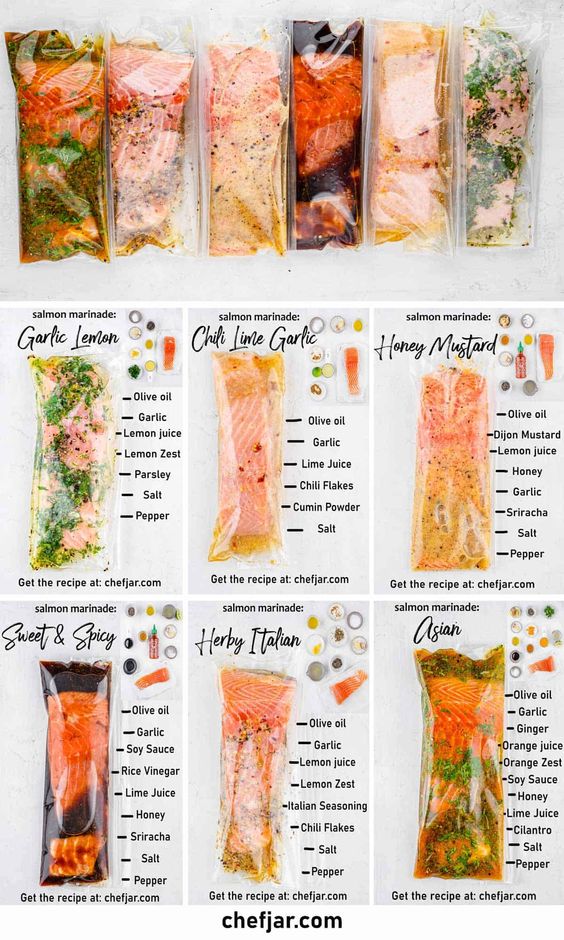 salmon marinade:
Garlic Lemon
Olive oil
Garlic
Lemon juice
Lemon Zest
Parsley
Salt
Pepper
Get the recipe at: chefjar.com
salmon marinade:
Chili Lime Garlic
Olive oil
Garlic
Lime Juice
Chili Flakes
Cumin Powder
Salt
Get the recipe at: chefjar.com
salmon marinade:
Honey Mustard
Olive oil
Dijon Mustard
Lemon juice
Honey
Garlic
Sriracha
Salt
Pepper
Get the recipe at: chefjar.com
salmon marinade:
Sweet & Spicy
Olive oil
Garlic
Soy Sauce
Rice Vinegar
Lime Juice
Honey
Sriracha
Salt
Pepper
Get the recipe at: chefjar.com
salmon marinade:
Herby Italian
Olive oil
Garlic
Lemon juice
Lemon Zest
Italian Seasoning
Chili Flakes
Salt
Pepper
Get the recipe at: chefjar.com
salmon marinade:
Asian
Olive oil
Garlic
Ginger
Orange juice
Orange Zest
Soy Sauce
Honey
Lime Juice
Cilantro
Salt
Pepper
Get the recipe at: chefjar.com
chefjar.com